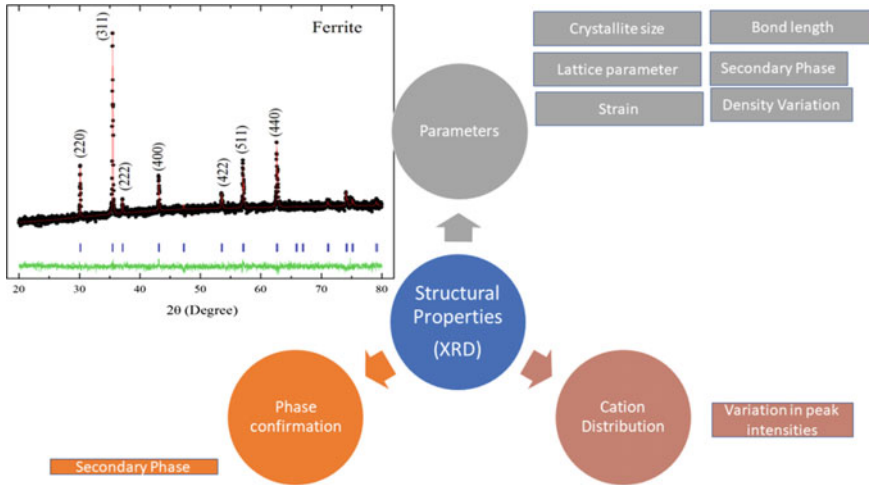 Ferrite
(220)
(311)
(222)
(400)
(422)
(511)
(440)
20 30 40 50 60 70 80
2θ (Degree)
Crystallite size
Bond length
Lattice parameter
Secondary Phase
Strain
Density Variation
Parameters
Structural
Properties
(XRD)
Phase
confirmation
Secondary Phase
Cation
Distribution
Variation in peak
intensities